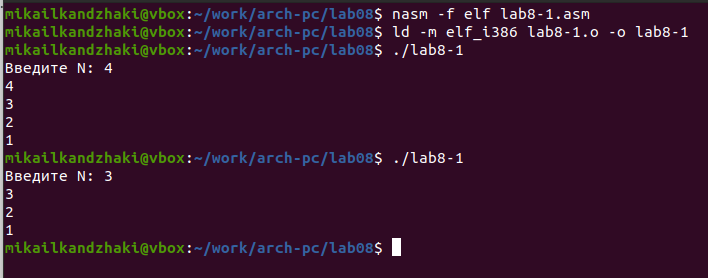 mikailkandzhaki@vbox:~/work/arch-pc/lab08$ nasm -f elf lab8-1.asm
mikailkandzhaki@vbox:~/work/arch-pc/lab08$ ld -m elf_i386 lab8-1.o -o lab8-1
mikailkandzhaki@vbox:~/work/arch-pc/lab08$ ./lab8-1
Введите N: 4
4
3
2
1
mikailkandzhaki@vbox:~/work/arch-pc/lab08$ ./lab8-1
Введите N: 3
3
2
1
mikailkandzhaki@vbox:~/work/arch-pc/lab08$